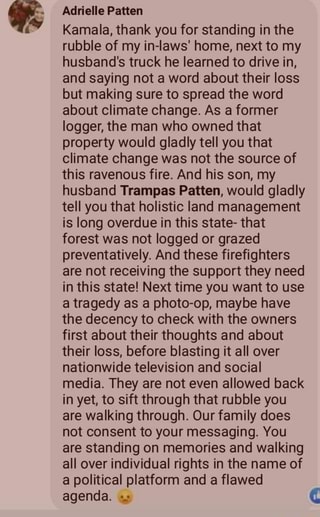 Adrielle Patten
Kamala, thank you for standing in the
rubble of my in-laws' home, next to my
husband's truck he learned to drive in,
and saying not a word about their loss
but making sure to spread the word
about climate change. As a former
logger, the man who owned that
property would gladly tell you that
climate change was not the source of
this ravenous fire. And his son, my
husband Trampas Patten, would gladly
tell you that holistic land management
is long overdue in this state- that
forest was not logged or grazed
preventatively. And these firefighters
are not receiving the support they need
in this state! Next time you want to use
a tragedy as a photo-op, maybe have
the decency to check with the owners
first about their thoughts and about
their loss, before blasting it all over
nationwide television and social
media. They are not even allowed back
in yet, to sift through that rubble you
are walking through. Our family does
not consent to your messaging. You
are standing on memories and walking
all over individual rights in the name of
a political platform and a flawed
agenda. 😠